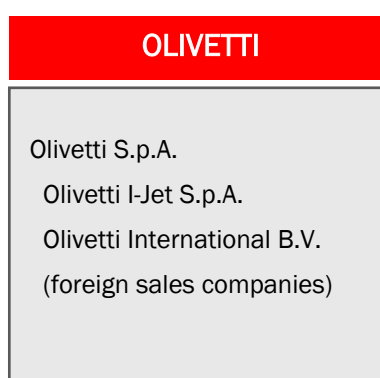 OLIVETTI
Olivetti S.p.A.
Olivetti I-Jet S.p.A.
Olivetti International B.V.
(foreign sales companies)